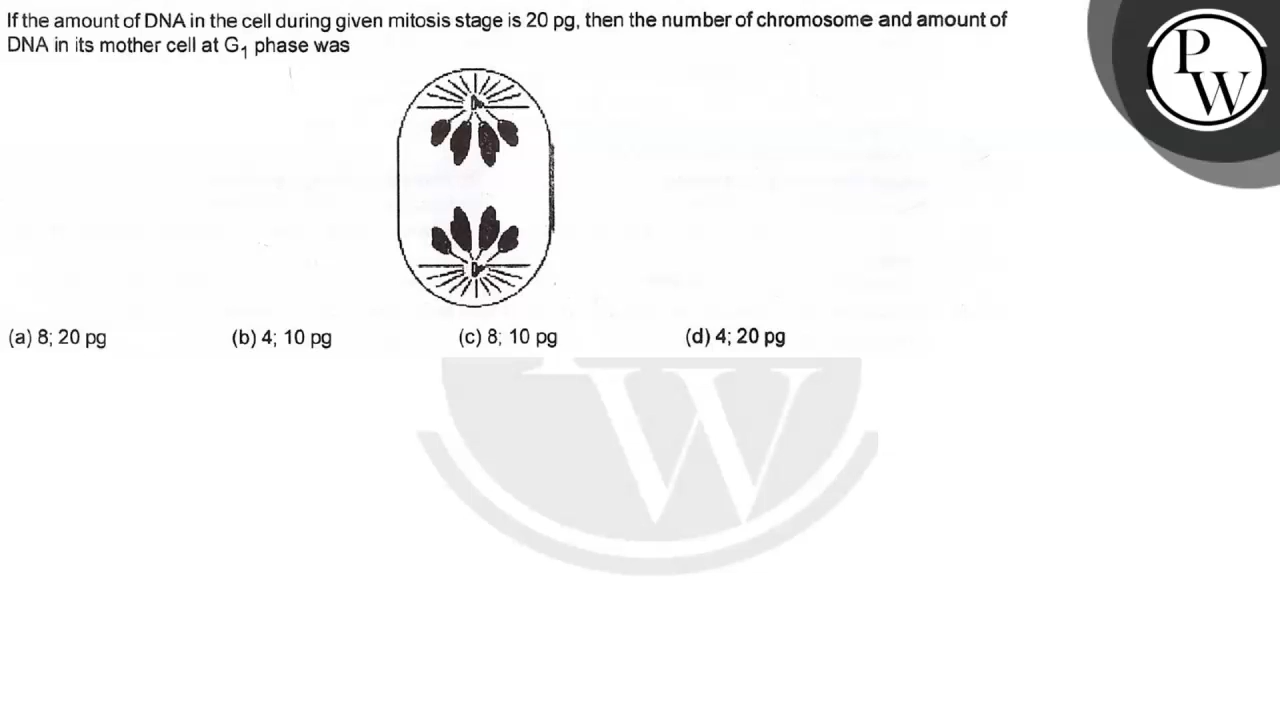 If the amount of DNA in the cell during given mitosis stage is 20 pg, then the number of chromosome and amount of
DNA in its mother cell at G₁ phase was
P
W
(a) 8; 20 pg (b) 4; 10 pg (c) 8; 10 pg (d) 4; 20 pg
W